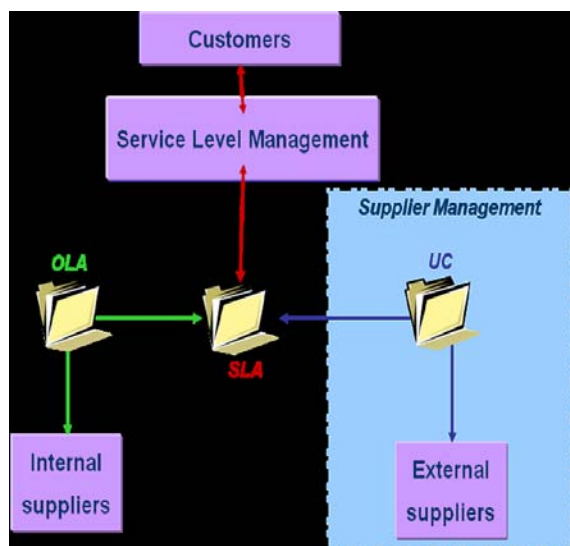 Customers
Service Level Management
Supplier Management
OLA
UC
SLA
Internal
suppliers
External
suppliers